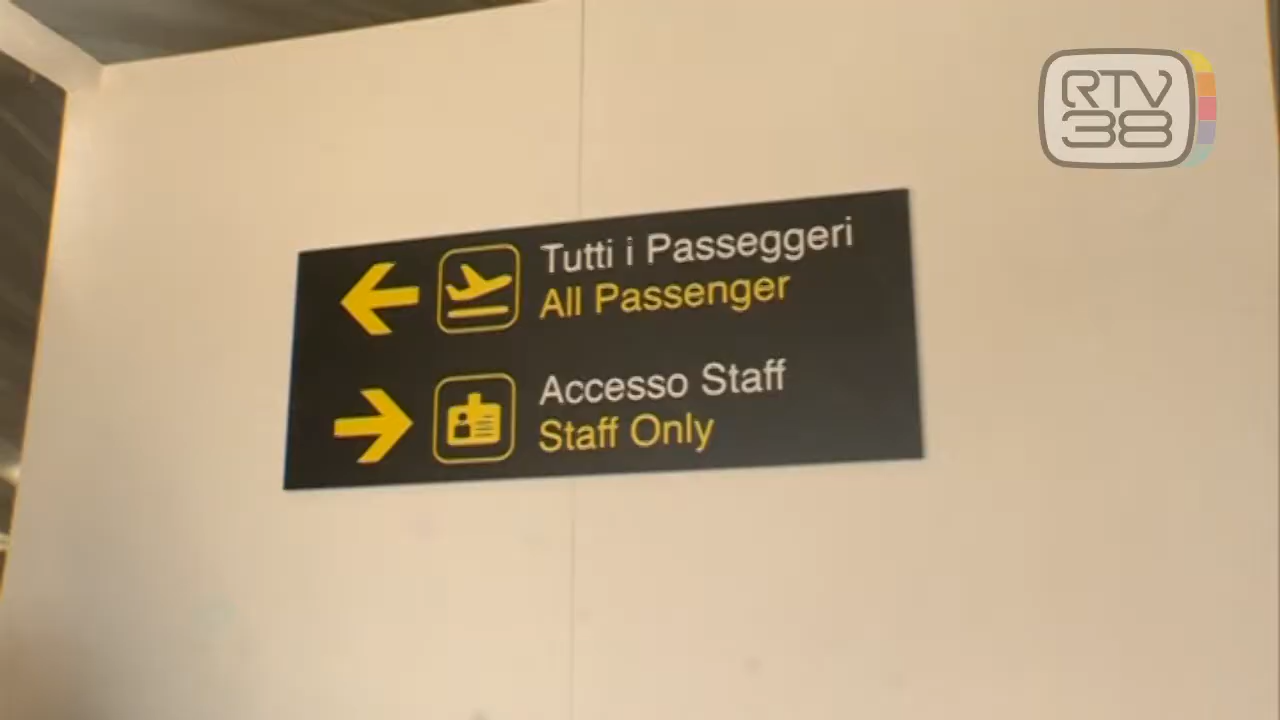 RTV
38
Tutti i Passeggeri
All Passenger
Accesso Staff
Staff Only